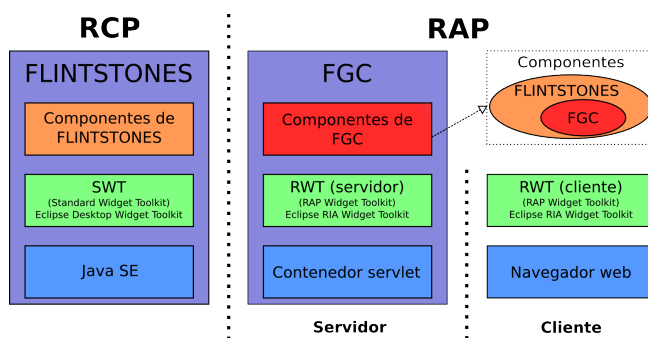 RCP
RAP
FLINTSTONES
Componentes de
FLINTSTONES
SWT
(Standard Widget Toolkit)
Eclipse Desktop Widget Toolkit
Java SE
FGC
Componentes de
FGC
RWT (servidor)
(RAP Widget Toolkit)
Eclipse RIA Widget Toolkit
Contenedor servlet
Servidor
Componentes
FLINTSTONES
FGC
RWT (cliente)
(RAP Widget Toolkit)
Eclipse RIA Widget Toolkit
Navegador web
Cliente